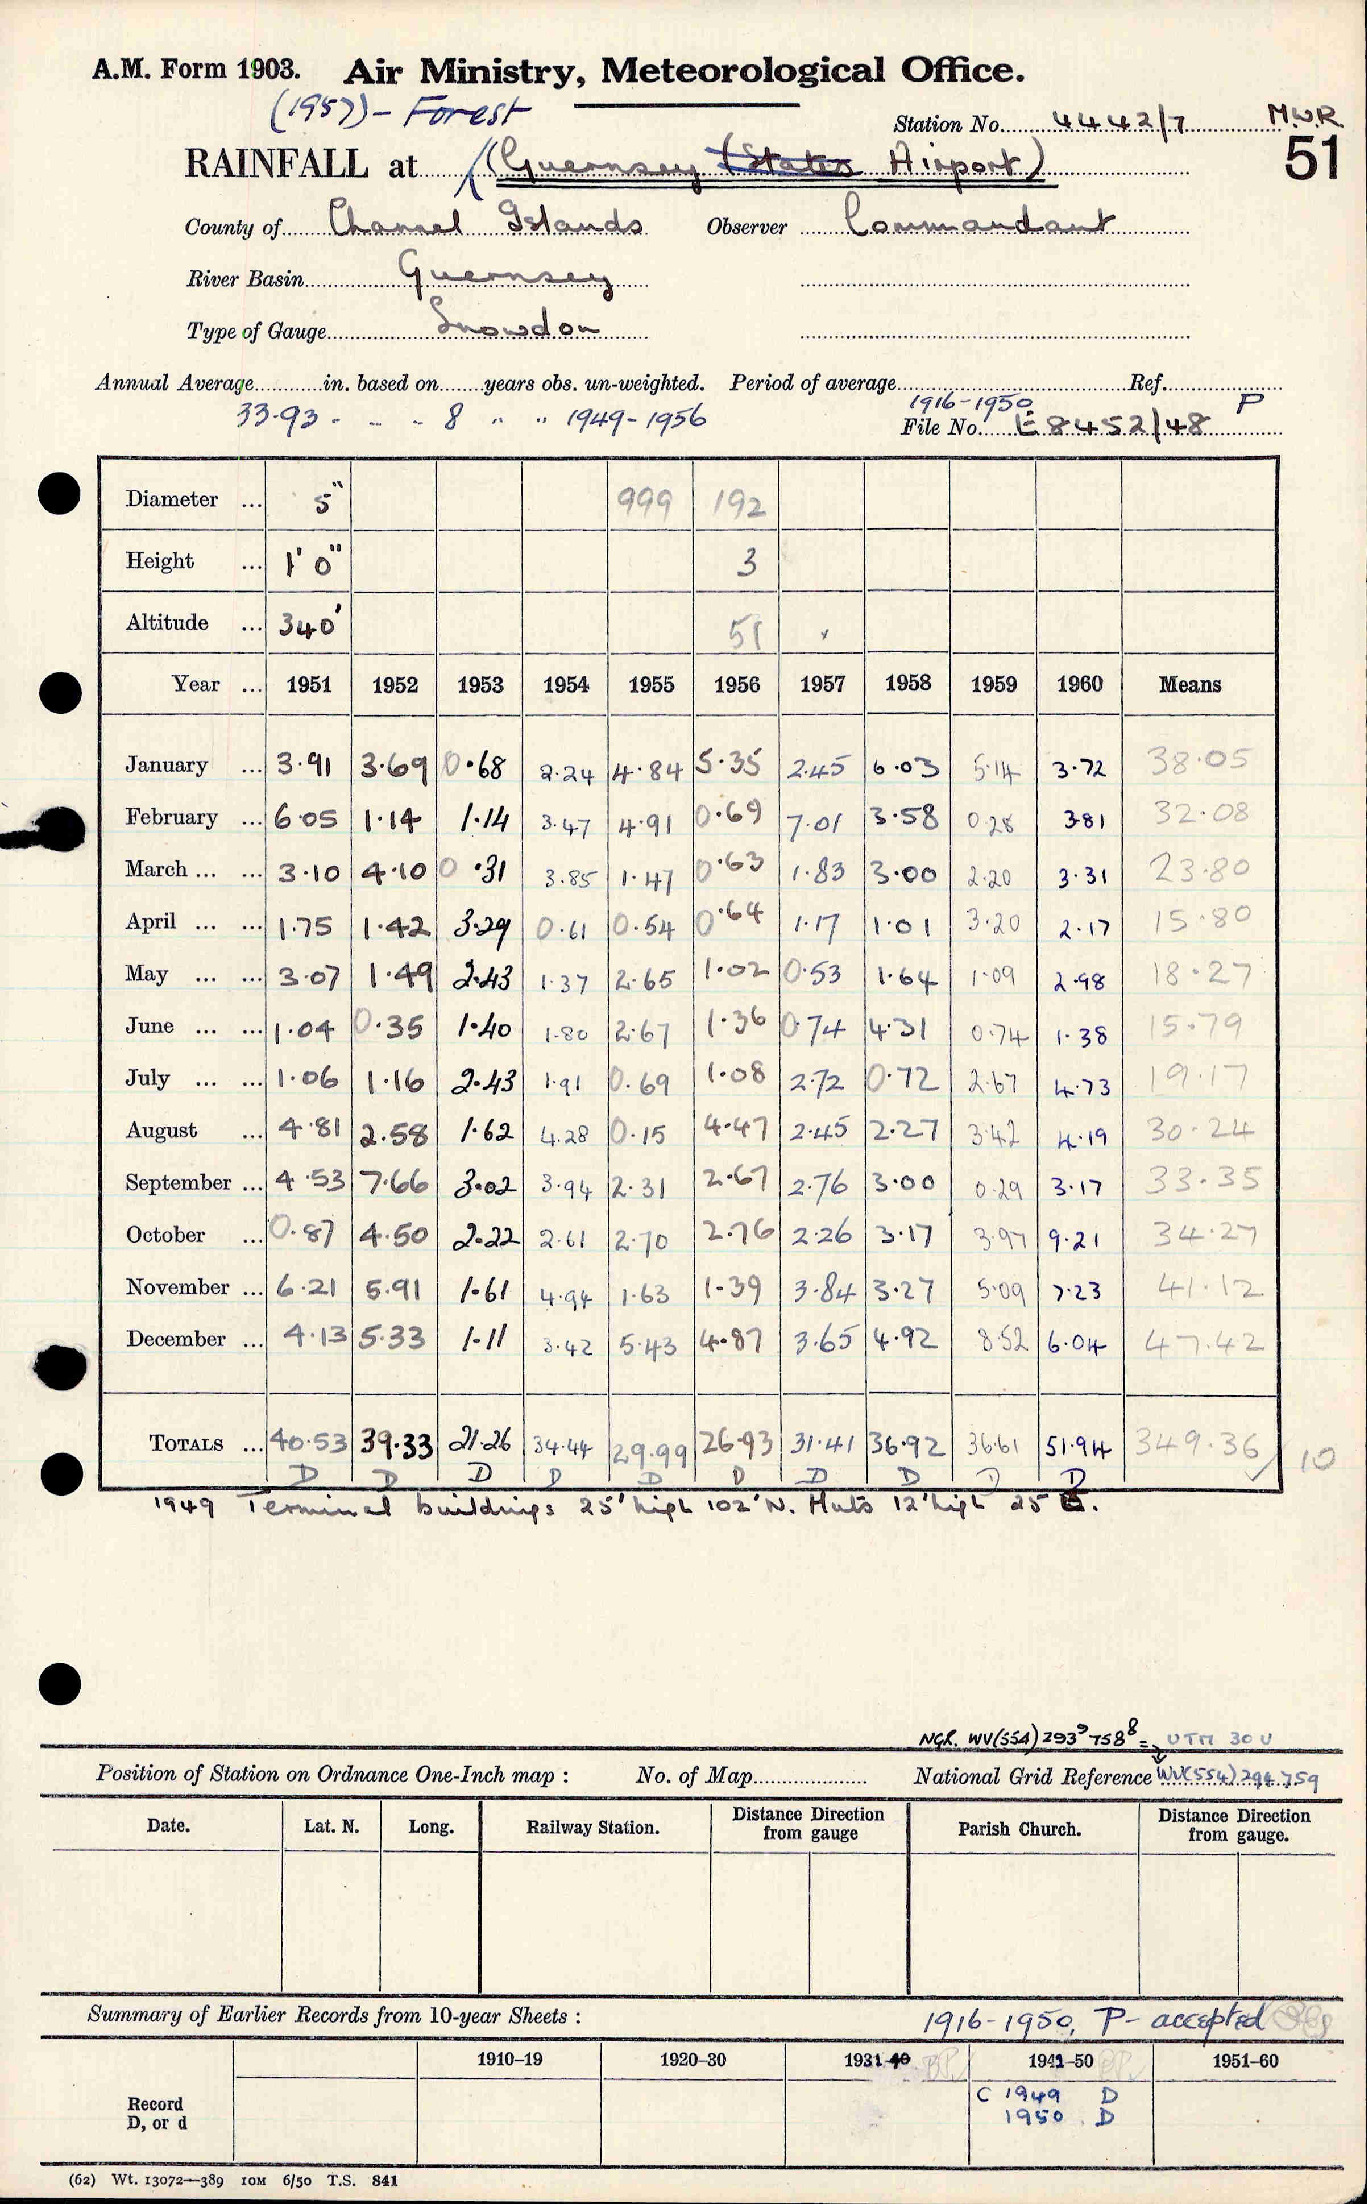 A.M. Form 1903. Air Ministry, Meteorological Office.
(1957) - Forest
Station No. 4442/7 M.W.R
RAINFALL at (Guernsey (States Airport) 51
County of Channel Islands Observer Commandant
River Basin Guernsey
Type of Gauge Snowdon
Annual Average in. based on years obs. un-weighted. Period of average Ref.
33.93 - - - 8 " " 1949-1956 1916-1950 P
File No. E8452/48
Diameter ... 5" 999 192
Height ... 1' 0" 3
Altitude ... 340' 51
Year ... 1951 1952 1953 1954 1955 1956 1957 1958 1959 1960 Means
January ... 3.91 3.69 0.68 2.24 4.84 5.35 2.45 6.03 5.14 3.72 38.05
February ... 6.05 1.14 1.14 3.47 4.91 0.69 7.01 3.58 0.28 3.81 32.08
March ... ... 3.10 4.10 0.31 3.85 1.47 0.63 1.83 3.00 2.20 3.31 23.80
April ... ... 1.75 1.42 3.29 0.61 0.54 0.64 1.17 1.01 3.20 2.17 15.80
May ... ... 3.07 1.49 2.43 1.37 2.65 1.02 0.53 1.64 1.09 2.98 18.27
June ... ... 1.04 0.35 1.40 1.80 2.67 1.36 0.74 4.31 0.74 1.38 15.79
July ... ... 1.06 1.16 2.43 1.91 0.69 1.08 2.72 0.72 2.67 4.73 19.17
August ... 4.81 2.58 1.62 4.28 0.15 4.47 2.45 2.27 3.42 4.19 30.24
September ... 4.53 7.66 3.02 3.94 2.31 2.67 2.76 3.00 0.29 3.17 33.35
October ... 0.87 4.50 2.22 2.61 2.70 2.76 2.26 3.17 3.97 9.21 34.27
November ... 6.21 5.91 1.61 4.94 1.63 1.39 3.84 3.27 5.09 7.23 41.12
December ... 4.13 5.33 1.11 3.42 5.43 4.87 3.65 4.92 8.52 6.04 47.42
TOTALS ... 40.53 39.33 21.26 34.44 29.99 26.93 31.41 36.92 36.61 51.94 349.36 / 10
D D D D D D D D D D
1949 Terminal buildings 25' high 102' N. Huts 12' high 25 E.
NGR. WV(554) 293⁹ 758⁸ = UTM 30U
Position of Station on Ordnance One-Inch map : No. of Map National Grid Reference WV(554) 294 759
Date. Lat. N. Long. Railway Station. Distance Direction from gauge Parish Church. Distance Direction from gauge.
Summary of Earlier Records from 10-year Sheets : 1916-1950, P- accepted
1910-19 1920-30 1931-40 1941-50 1951-60
Record
D, or d
C 1949 D
1950 D
(62) Wt. 13072—389 10M 6/50 T.S. 841